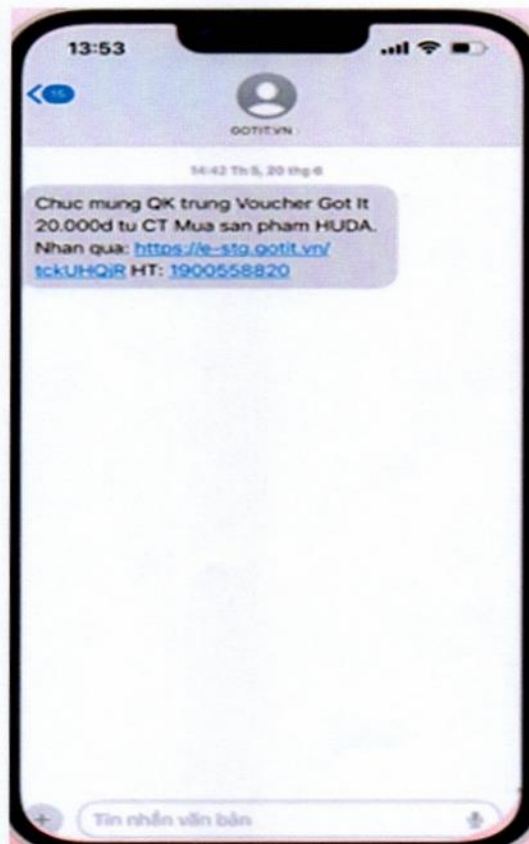 13:53
15
GOTIT.VN
14:42 Th 5, 20 thg 6
Chuc mung QK trung Voucher Got It
20.000d tu CT Mua san pham HUDA.
Nhan qua: https://e-stg.gotit.vn/
tckUHQjR HT: 1900558820
Tin nhắn văn bản